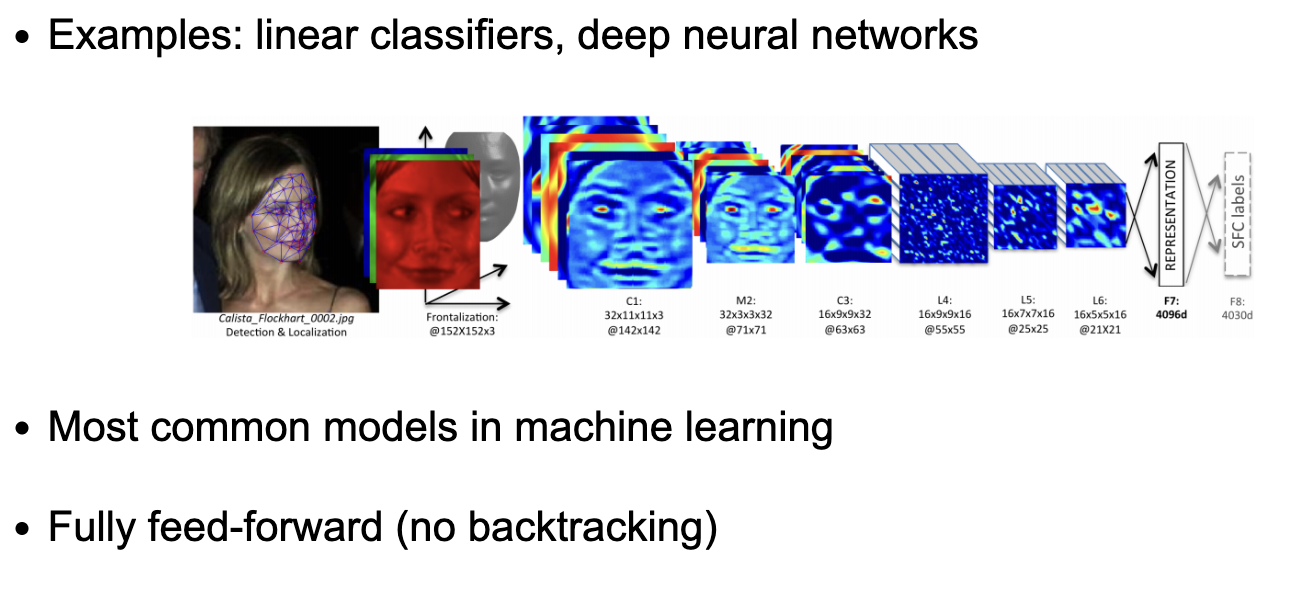 • Examples: linear classifiers, deep neural networks
Calista_Flockhart_0002.jpg
Detection & Localization
Frontalization:
@152X152x3
C1:
32x11x11x3
@142x142
M2:
32x3x3x32
@71x71
C3:
16x9x9x32
@63x63
L4:
16x9x9x16
@55x55
L5:
16x7x7x16
@25x25
L6:
16x5x5x16
@21X21
REPRESENTATION
F7:
4096d
SFC labels
F8:
4030d
• Most common models in machine learning
• Fully feed-forward (no backtracking)